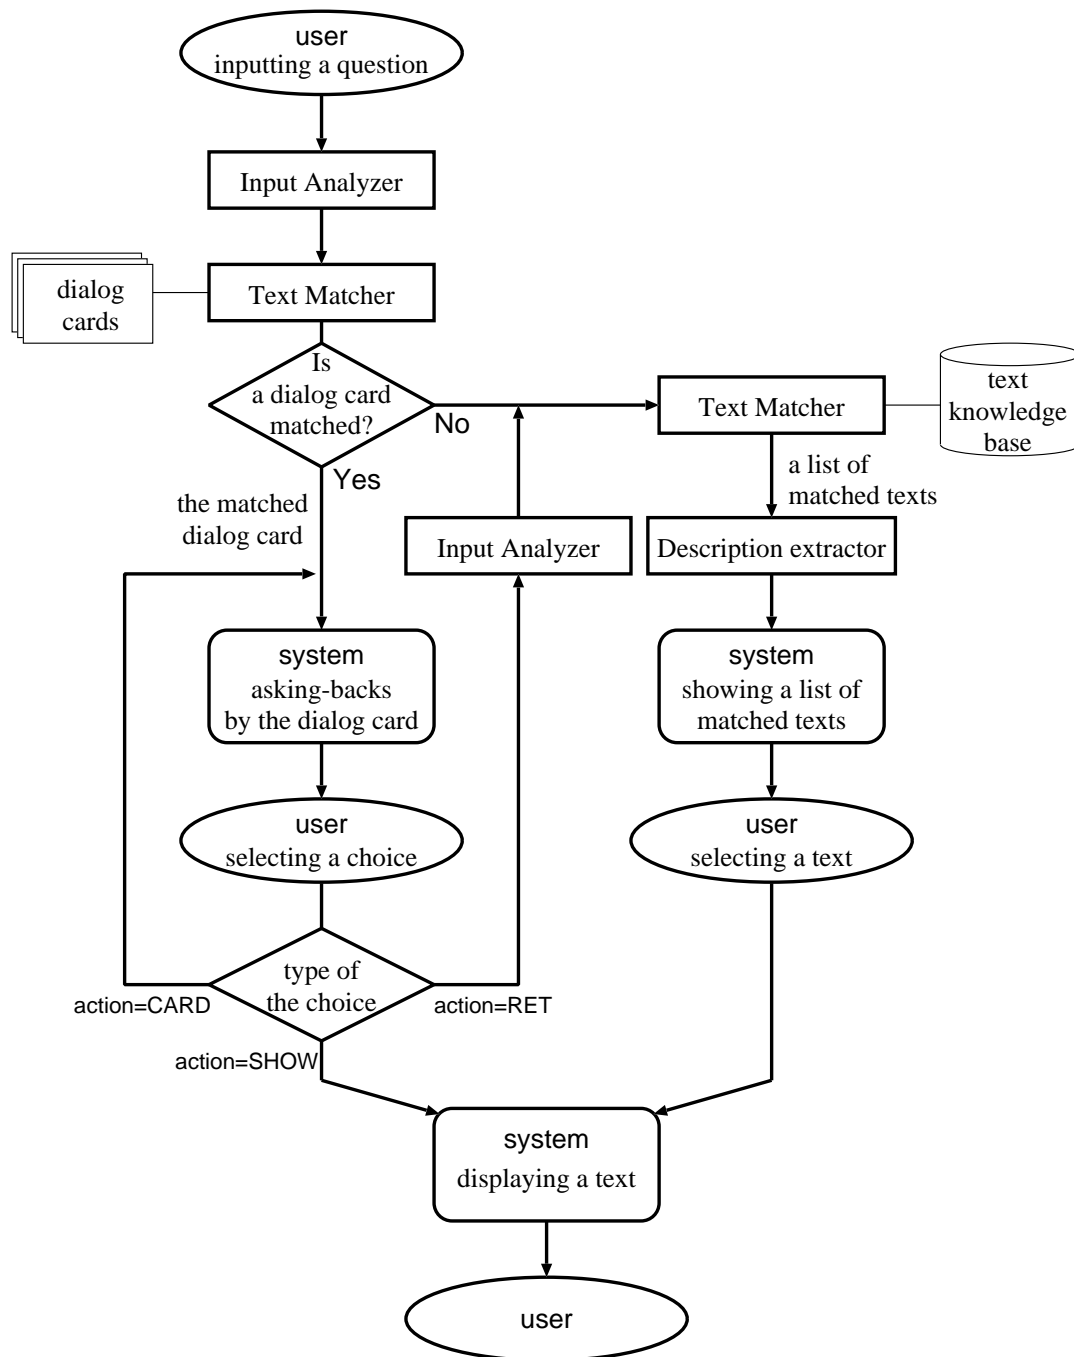 user
inputting a question
Input Analyzer
Text Matcher
dialog
cards
Is
a dialog card
matched?
No
Yes
Text Matcher
text
knowledge
base
a list of
matched texts
the matched
dialog card
Input Analyzer
Description extractor
system
asking-backs
by the dialog card
system
showing a list of
matched texts
user
selecting a choice
user
selecting a text
type of
the choice
action=CARD
action=RET
action=SHOW
system
displaying a text
user